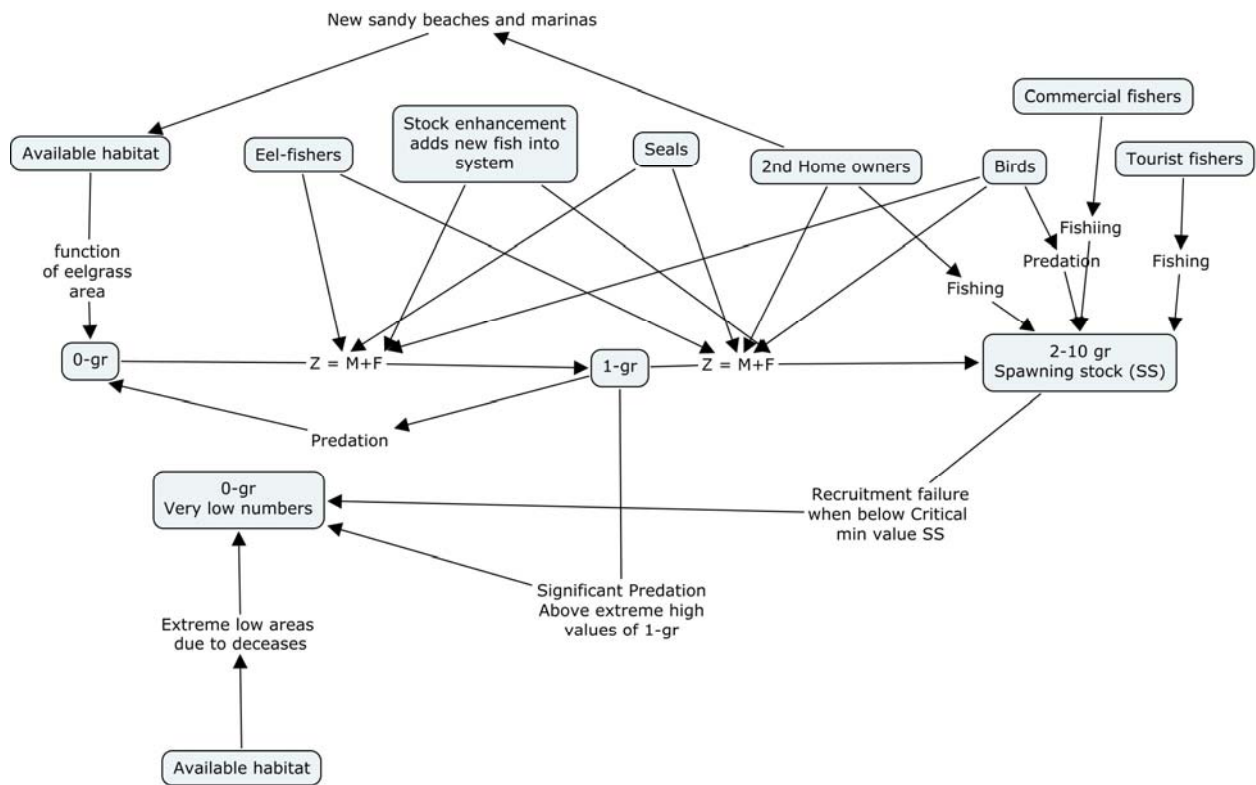 New sandy beaches and marinas
Commercial fishers
Available habitat
Eel-fishers
Stock enhancement
adds new fish into
system
Seals
2nd Home owners
Birds
Tourist fishers
function
of eelgrass
area
Fishiing
Predation
Fishing
Fishing
0-gr
Z = M+F
1-gr
Z = M+F
2-10 gr
Spawning stock (SS)
Predation
0-gr
Very low numbers
Recruitment failure
when below Critical
min value SS
Significant Predation
Above extreme high
values of 1-gr
Extreme low areas
due to deceases
Available habitat